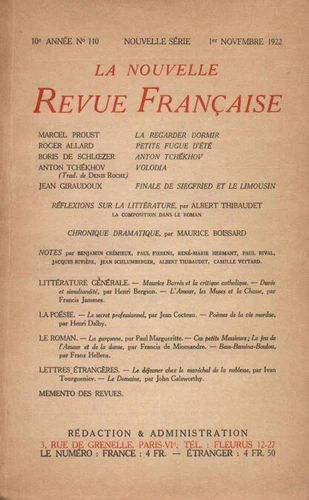 10e ANNÉE No 110 NOUVELLE SÉRIE 1er NOVEMBRE 1922
LA NOUVELLE
REVUE FRANÇAISE
MARCEL PROUST LA REGARDER DORMIR
ROGER ALLARD PETITE FUGUE D'ÉTÉ
BORIS DE SCHLŒZER ANTON TCHÉKHOV
ANTON TCHÉKHOV VOLODIA
(Trad. de DENIS ROCHE)
JEAN GIRAUDOUX FINALE DE SIEGFRIED ET LE LIMOUSIN
RÉFLEXIONS SUR LA LITTÉRATURE, par ALBERT THIBAUDET
LA COMPOSITION DANS LE ROMAN
CHRONIQUE DRAMATIQUE, par MAURICE BOISSARD
NOTES par BENJAMIN CRÉMIEUX, PAUL FIERENS, RENÉ-MARIE HERMANT, PAUL RIVAL,
JACQUES RIVIÈRE, JEAN SCHLUMBERGER, ALBERT THIBAUDET, CAMILLE VETTARD.
LITTÉRATURE GÉNÉRALE. — Maurice Barrès et la critique catholique. — Durée
et simultanéité, par Henri Bergson. — L'Amour, les Muses et la Chasse, par
Francis Jammes.
LA POÉSIE. — Le secret professionnel, par Jean Cocteau. — Poèmes de la vie mordue,
par Henry Dalby.
LE ROMAN. — La garçonne, par Paul Margueritte. — Ces petits Messieurs; Le jeu de
l'Amour et de la danse, par Francis de Miomandre. — Bass-Bassina-Boulou,
par Franz Hellens.
LETTRES ÉTRANGÈRES. — Le déjeuner chez le maréchal de la noblesse, par Ivan
Tourgueniev. — Le Domaine, par John Galsworthy.
MEMENTO DES REVUES.
RÉDACTION & ADMINISTRATION
3, RUE DE GRENELLE, PARIS-VIe, TÉL. : FLEURUS 12-27
LE NUMÉRO : FRANCE : 4 FR. — ÉTRANGER : 4 FR. 50